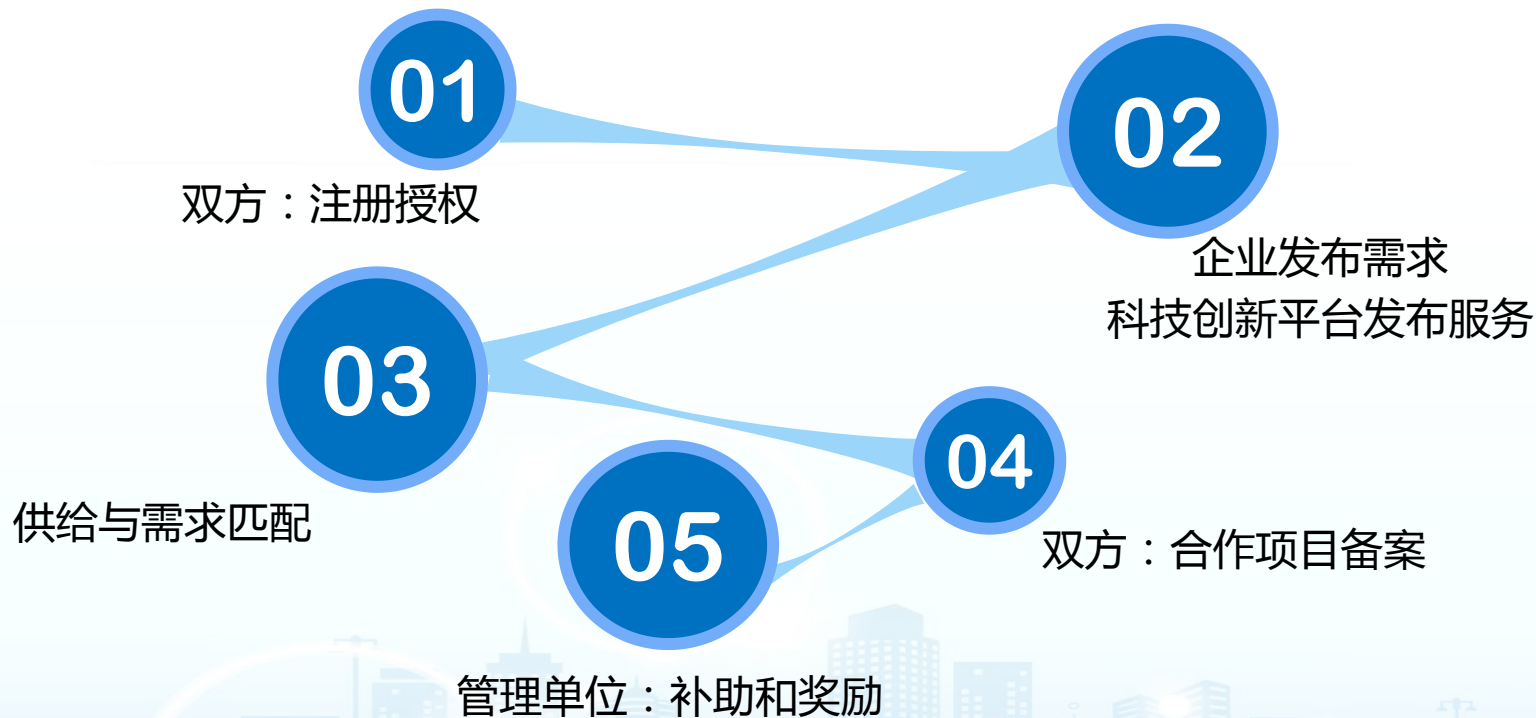 01
双方：注册授权
02
企业发布需求
科技创新平台发布服务
03
供给与需求匹配
04
双方：合作项目备案
05
管理单位：补助和奖励